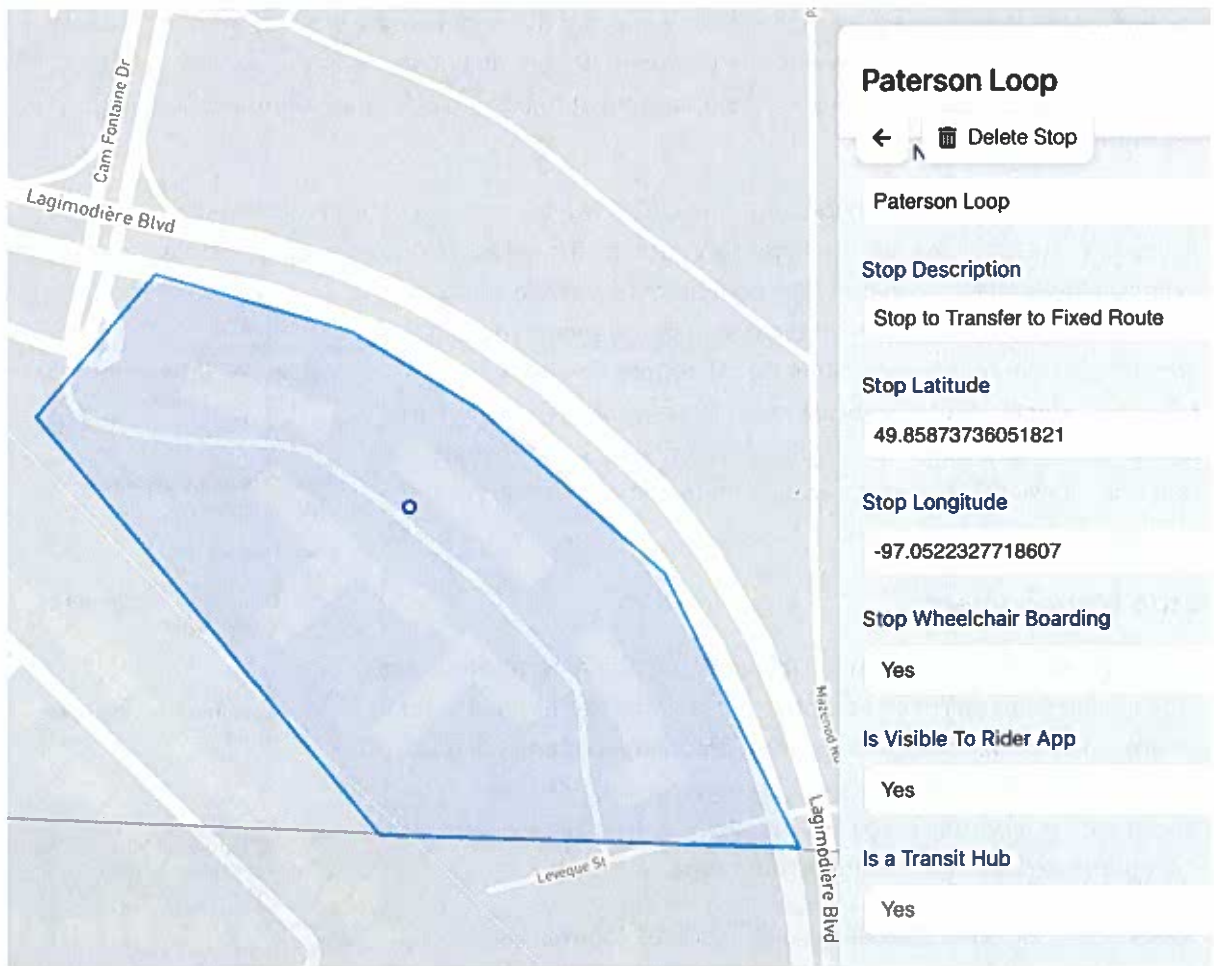 Cam Fontaine Dr
Lagimodière Blvd
Mazenod Rd
Leveque St
Lagimodière Blvd
Paterson Loop
Delete Stop
Paterson Loop
Stop Description
Stop to Transfer to Fixed Route
Stop Latitude
49.85873736051821
Stop Longitude
-97.0522327718607
Stop Wheelchair Boarding
Yes
Is Visible To Rider App
Yes
Is a Transit Hub
Yes